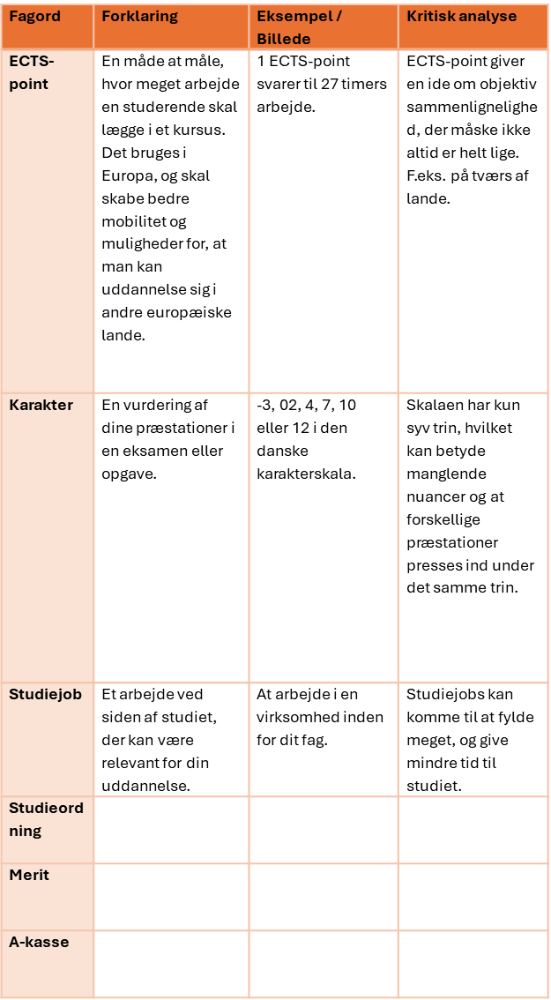 Fagord
Forklaring
Eksempel /
Billede
Kritisk analyse
ECTS-
point
En måde at måle,
hvor meget arbejde
en studerende skal
lægge i et kursus.
Det bruges i
Europa, og skal
skabe bedre
mobilitet og
muligheder for, at
man kan
uddannelse sig i
andre europæiske
lande.
1 ECTS-point
svarer til 27 timers
arbejde.
ECTS-point giver
en ide om objektiv
sammenlignelighe
d, der måske ikke
altid er helt lige.
F.eks. på tværs af
lande.
Karakter
En vurdering af
dine præstationer i
en eksamen eller
opgave.
-3, 02, 4, 7, 10
eller 12 i den
danske
karakterskala.
Skalaen har kun
syv trin, hvilket
kan betyde
manglende
nuancer og at
forskellige
præstationer
presses ind under
det samme trin.
Studiejob
Et arbejde ved
siden af studiet,
der kan være
relevant for din
uddannelse.
At arbejde i en
virksomhed inden
for dit fag.
Studiejobs kan
komme til at fylde
meget, og give
mindre tid til
studiet.
Studieord
ning
Merit
A-kasse